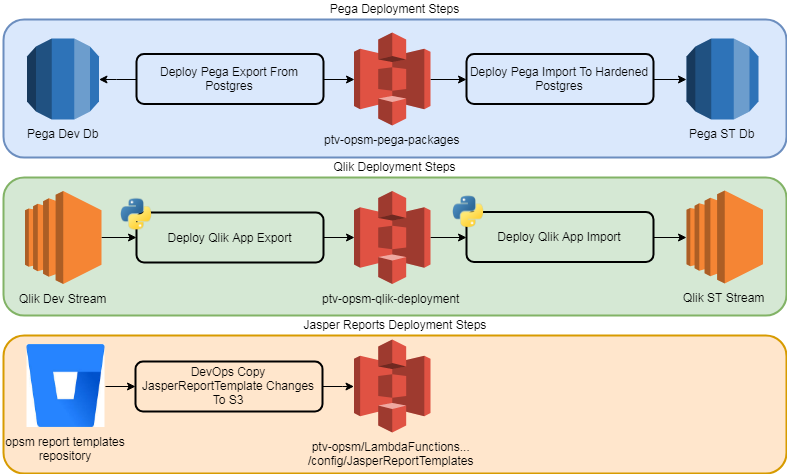 Pega Deployment Steps
Deploy Pega Export From
Postgres
Deploy Pega Import To Hardened
Postgres
Pega Dev Db
ptv-opsm-pega-packages
Pega ST Db
Qlik Deployment Steps
Deploy Qlik App Export
Deploy Qlik App Import
Qlik Dev Stream
ptv-opsm-qlik-deployment
Qlik ST Stream
Jasper Reports Deployment Steps
DevOps Copy
JasperReportTemplate Changes
To S3
opsm report templates
repository
ptv-opsm/LambdaFunctions...
/config/JasperReportTemplates